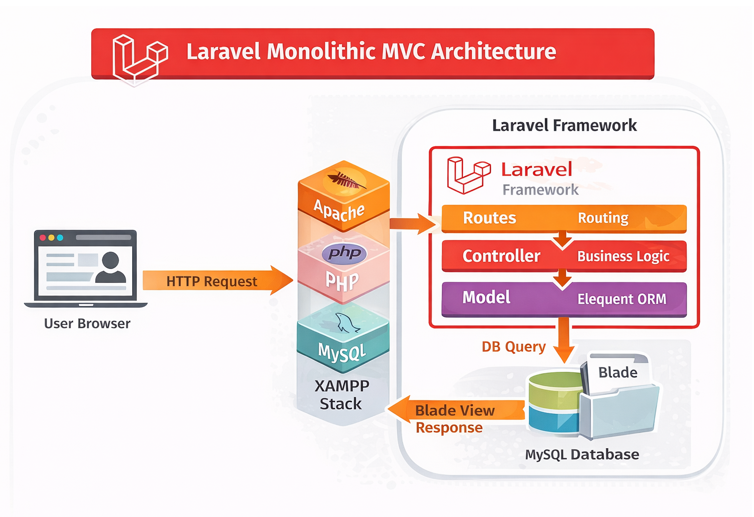 Laravel Monolithic MVC Architecture
Laravel Framework
Laravel
Framework
Apache
php
PHP
MySQL
XAMPP
Stack
Routes Routing
Controller Business Logic
Model Elequent ORM
HTTP Request
User Browser
DB Query
Blade
Blade View
Response
MySQL Database